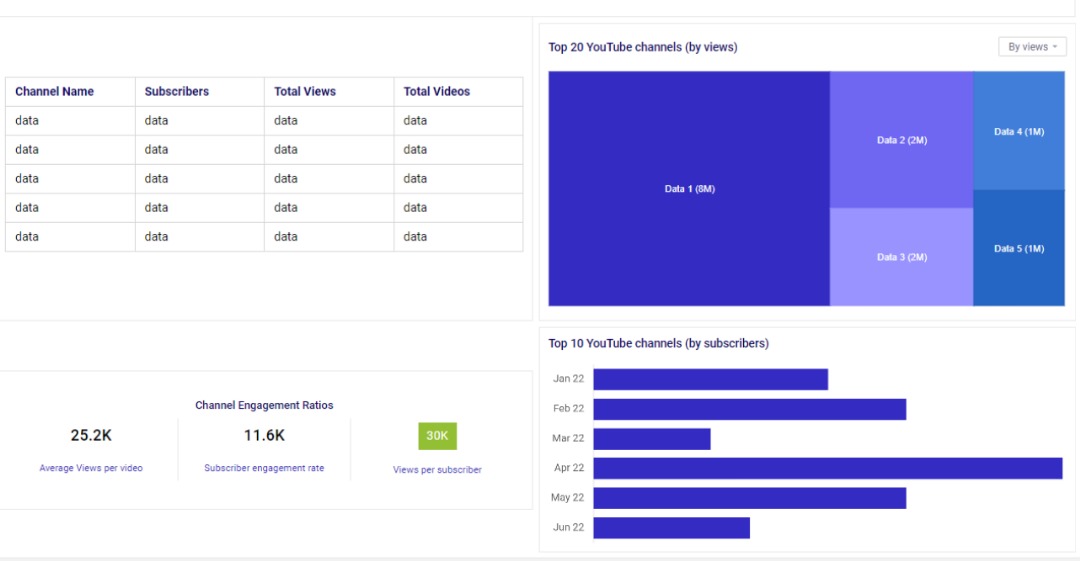 Top 20 YouTube channels (by views)
By views
Channel Name Subscribers Total Views Total Videos
data data data data
data data data data
data data data data
data data data data
data data data data
Data 1 (8M)
Data 2 (2M)
Data 3 (2M)
Data 4 (1M)
Data 5 (1M)
Channel Engagement Ratios
25.2K 11.6K 30K
Average Views per video Subscriber engagement rate Views per subscriber
Top 10 YouTube channels (by subscribers)
Jan 22
Feb 22
Mar 22
Apr 22
May 22
Jun 22